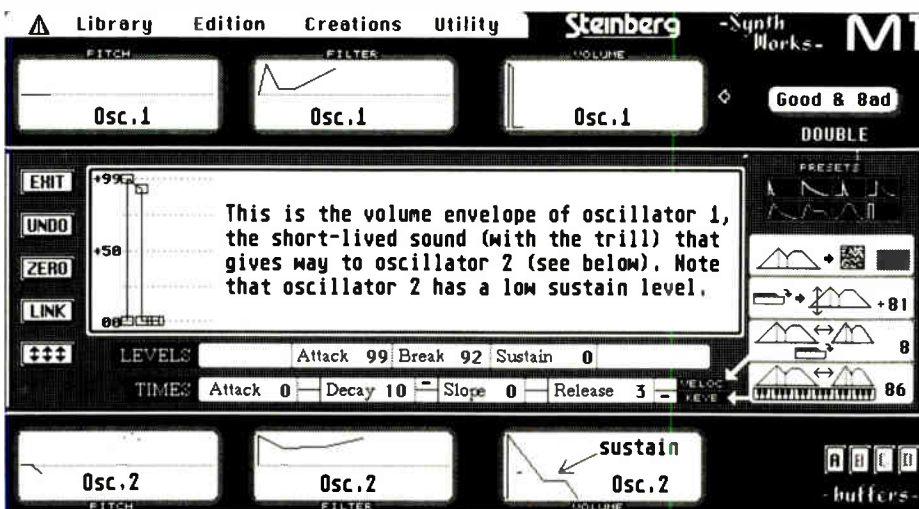 Library Edition Creations Utility Steinberg -Synth Works- MT
PITCH FILTER VOLUME
Osc.1 Osc.1 Osc.1
Good & Bad
DOUBLE
PRESETS
EXIT
UNDO
ZERO
LINK
+99
+50
00
This is the volume envelope of oscillator 1,
the short-lived sound (with the trill) that
gives way to oscillator 2 (see below). Note
that oscillator 2 has a low sustain level.
+81
8
86
LEVELS Attack 99 Break 92 Sustain 0
TIMES Attack 0 Decay 10 - Slope 0 Release 3 - VELOC
KEYB
sustain
Osc.2 Osc.2 Osc.2
PITCH FILTER VOLUME
A B C D
-buffers-